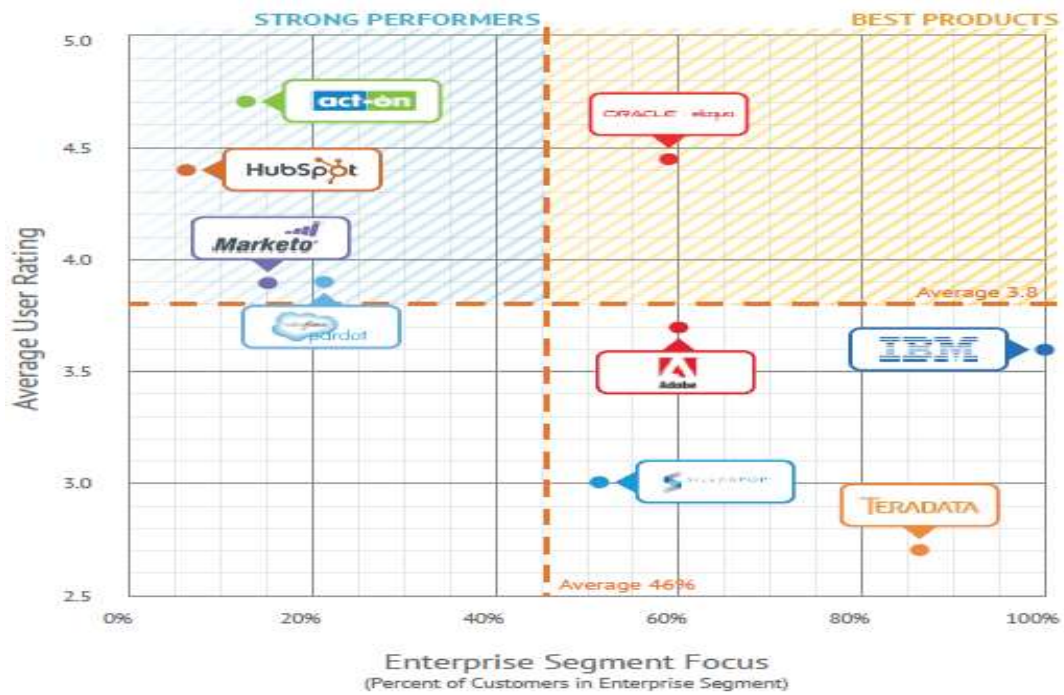 STRONG PERFORMERS
BEST PRODUCTS
5.0
act-on
ORACLE eloqua
4.5
HubSpot
Marketo
Average User Rating
4.0
Average 3.8
pardot
IBM
3.5
Adobe
3.0
TERADATA
2.5
Average 46%
0%
20%
40%
60%
80%
100%
Enterprise Segment Focus
(Percent of Customers in Enterprise Segment)